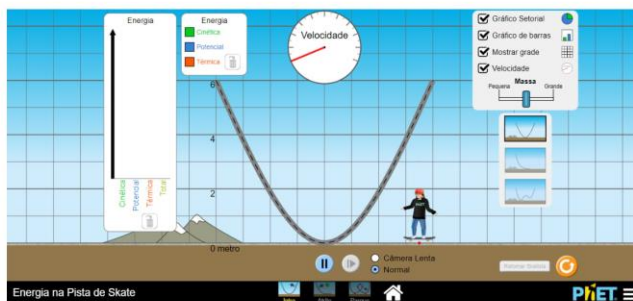 Energia
Cinética
Potencial
Térmica
Total
Energia
Cinética
Potencial
Térmica
Velocidade
6
4
2
0 metro
Gráfico Setorial
Gráfico de barras
Mostrar grade
Velocidade
Massa
Pequena
Grande
Câmera Lenta
Normal
Energia na Pista de Skate
PhET